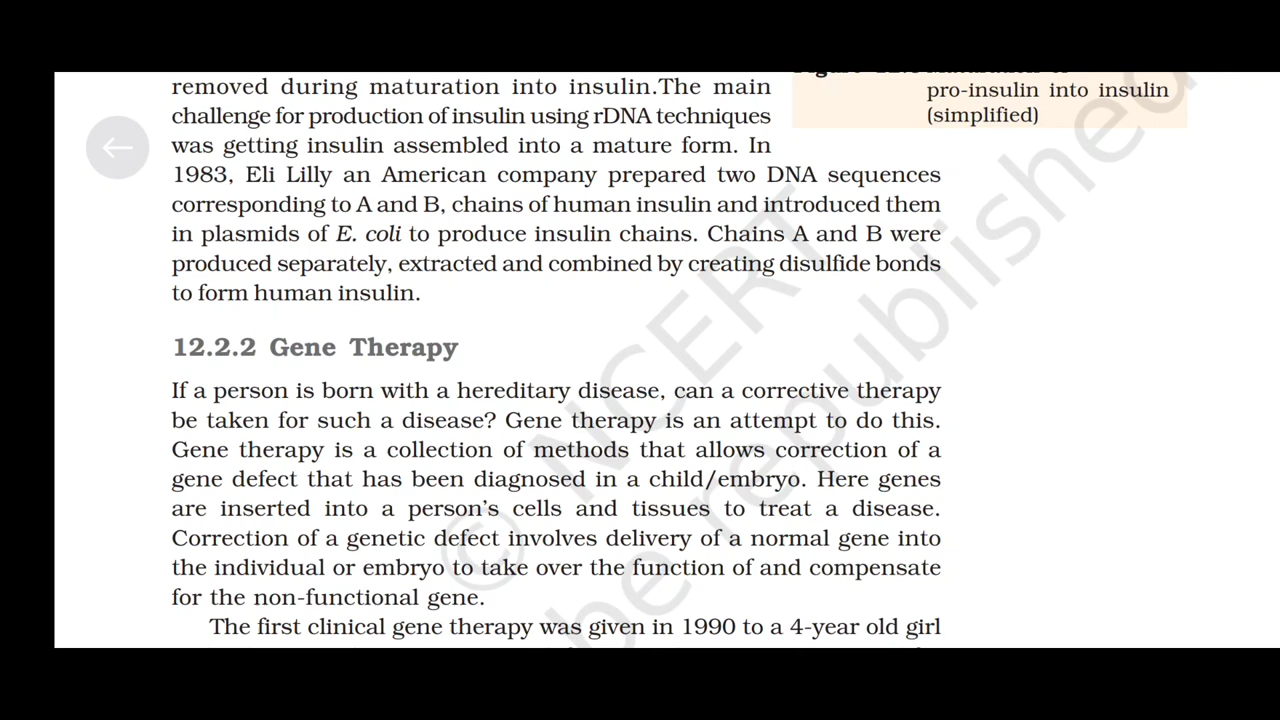 removed during maturation into insulin.The main
challenge for production of insulin using rDNA techniques
was getting insulin assembled into a mature form. In
1983, Eli Lilly an American company prepared two DNA sequences
corresponding to A and B, chains of human insulin and introduced them
in plasmids of E. coli to produce insulin chains. Chains A and B were
produced separately, extracted and combined by creating disulfide bonds
to form human insulin.
pro-insulin into insulin
(simplified)
12.2.2 Gene Therapy
If a person is born with a hereditary disease, can a corrective therapy
be taken for such a disease? Gene therapy is an attempt to do this.
Gene therapy is a collection of methods that allows correction of a
gene defect that has been diagnosed in a child/embryo. Here genes
are inserted into a person's cells and tissues to treat a disease.
Correction of a genetic defect involves delivery of a normal gene into
the individual or embryo to take over the function of and compensate
for the non-functional gene.
The first clinical gene therapy was given in 1990 to a 4-year old girl
© NCERT
be republished